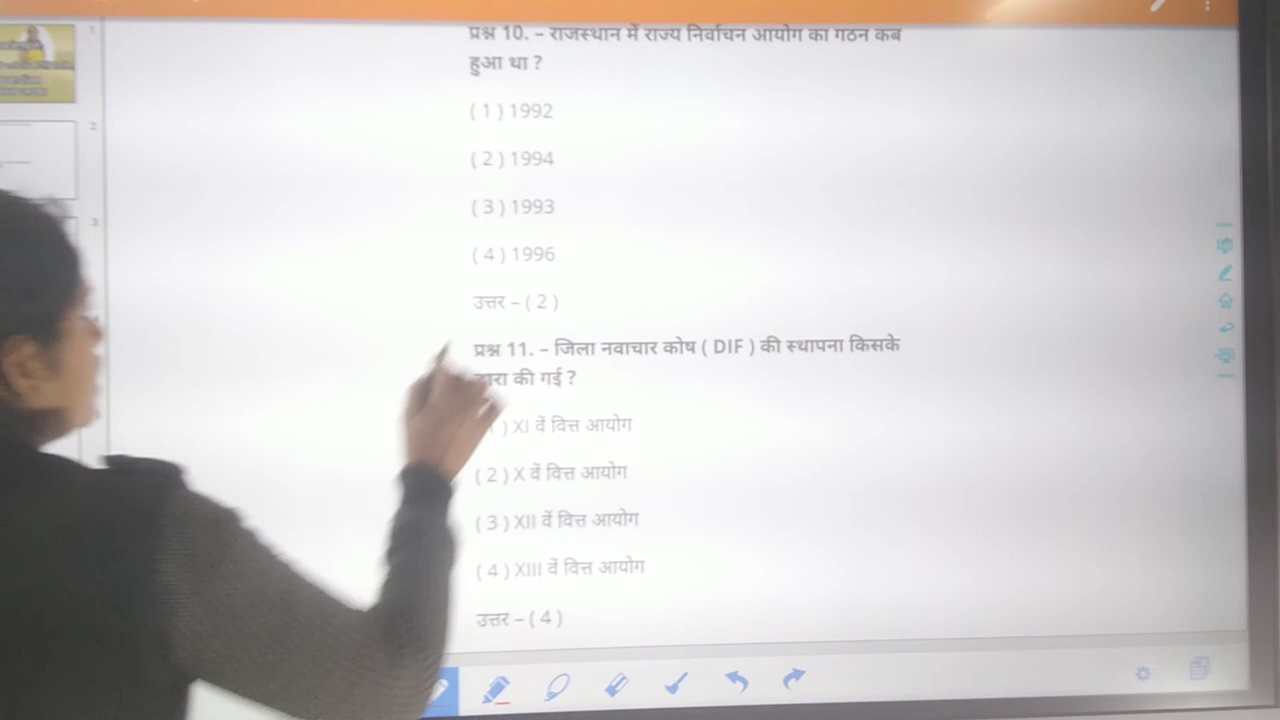 प्रश्न 10. – राजस्थान में राज्य निर्वाचन आयोग का गठन कब
हुआ था ?
( 1 ) 1992
( 2 ) 1994
( 3 ) 1993
( 4 ) 1996
उत्तर – ( 2 )
प्रश्न 11. – जिला नवाचार कोष ( DIF ) की स्थापना किसके
की गई ?
) XI वें वित्त आयोग
( 2 ) X वें वित्त आयोग
( 3 ) XII वें वित्त आयोग
( 4 ) XIII वें वित्त आयोग
उत्तर – ( 4 )